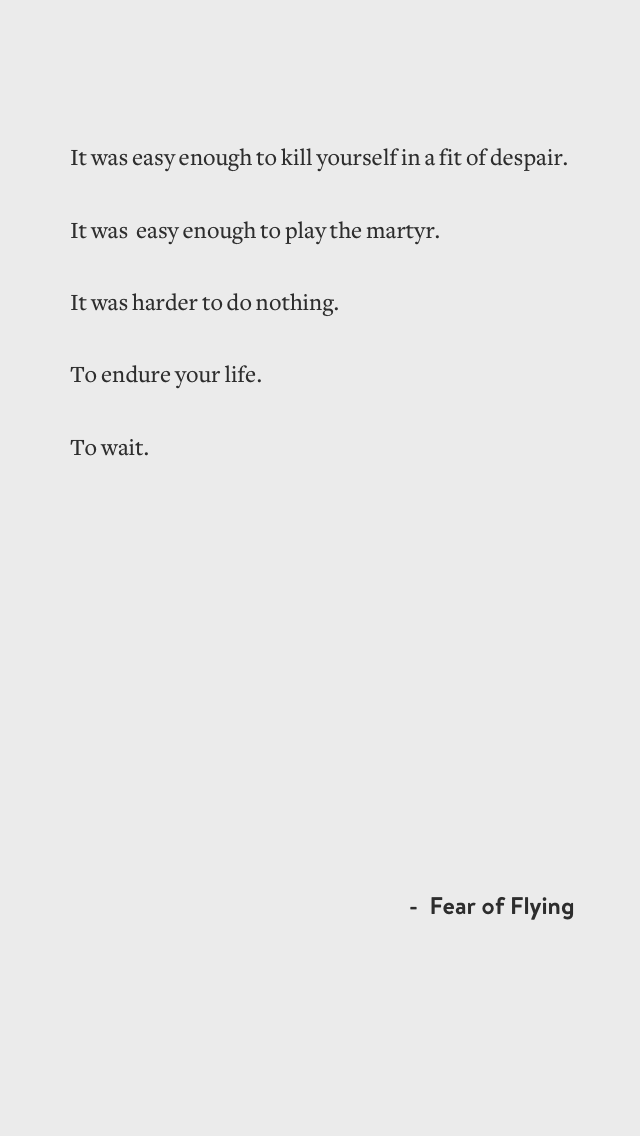 It was easy enough to kill yourself in a fit of despair.
It was  easy enough to play the martyr.
It was harder to do nothing.
To endure your life.
To wait.
-  Fear of Flying